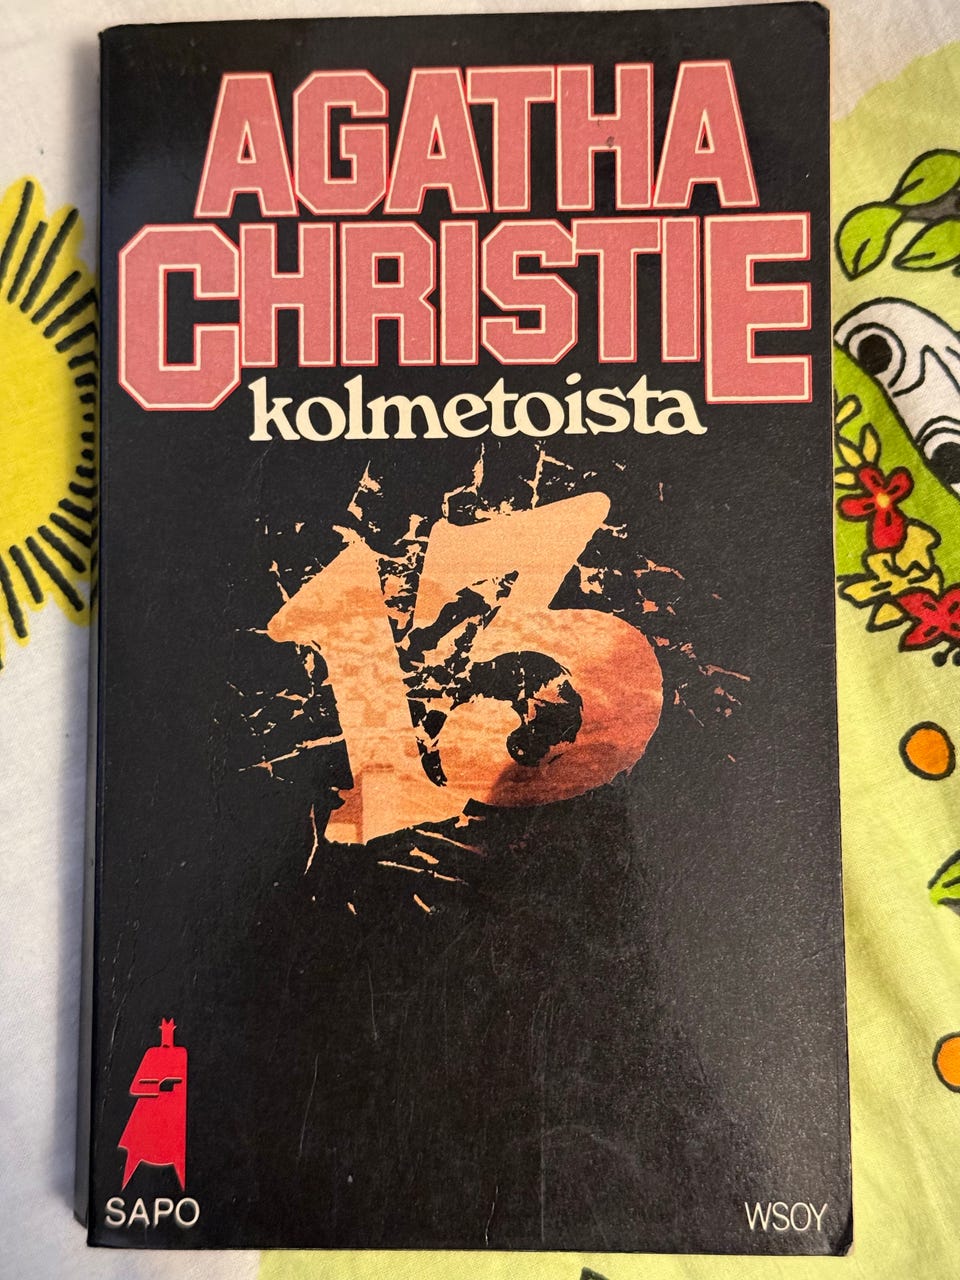 AGATHA
CHRISTIE
kolmetoista
13
SAPO
WSOY